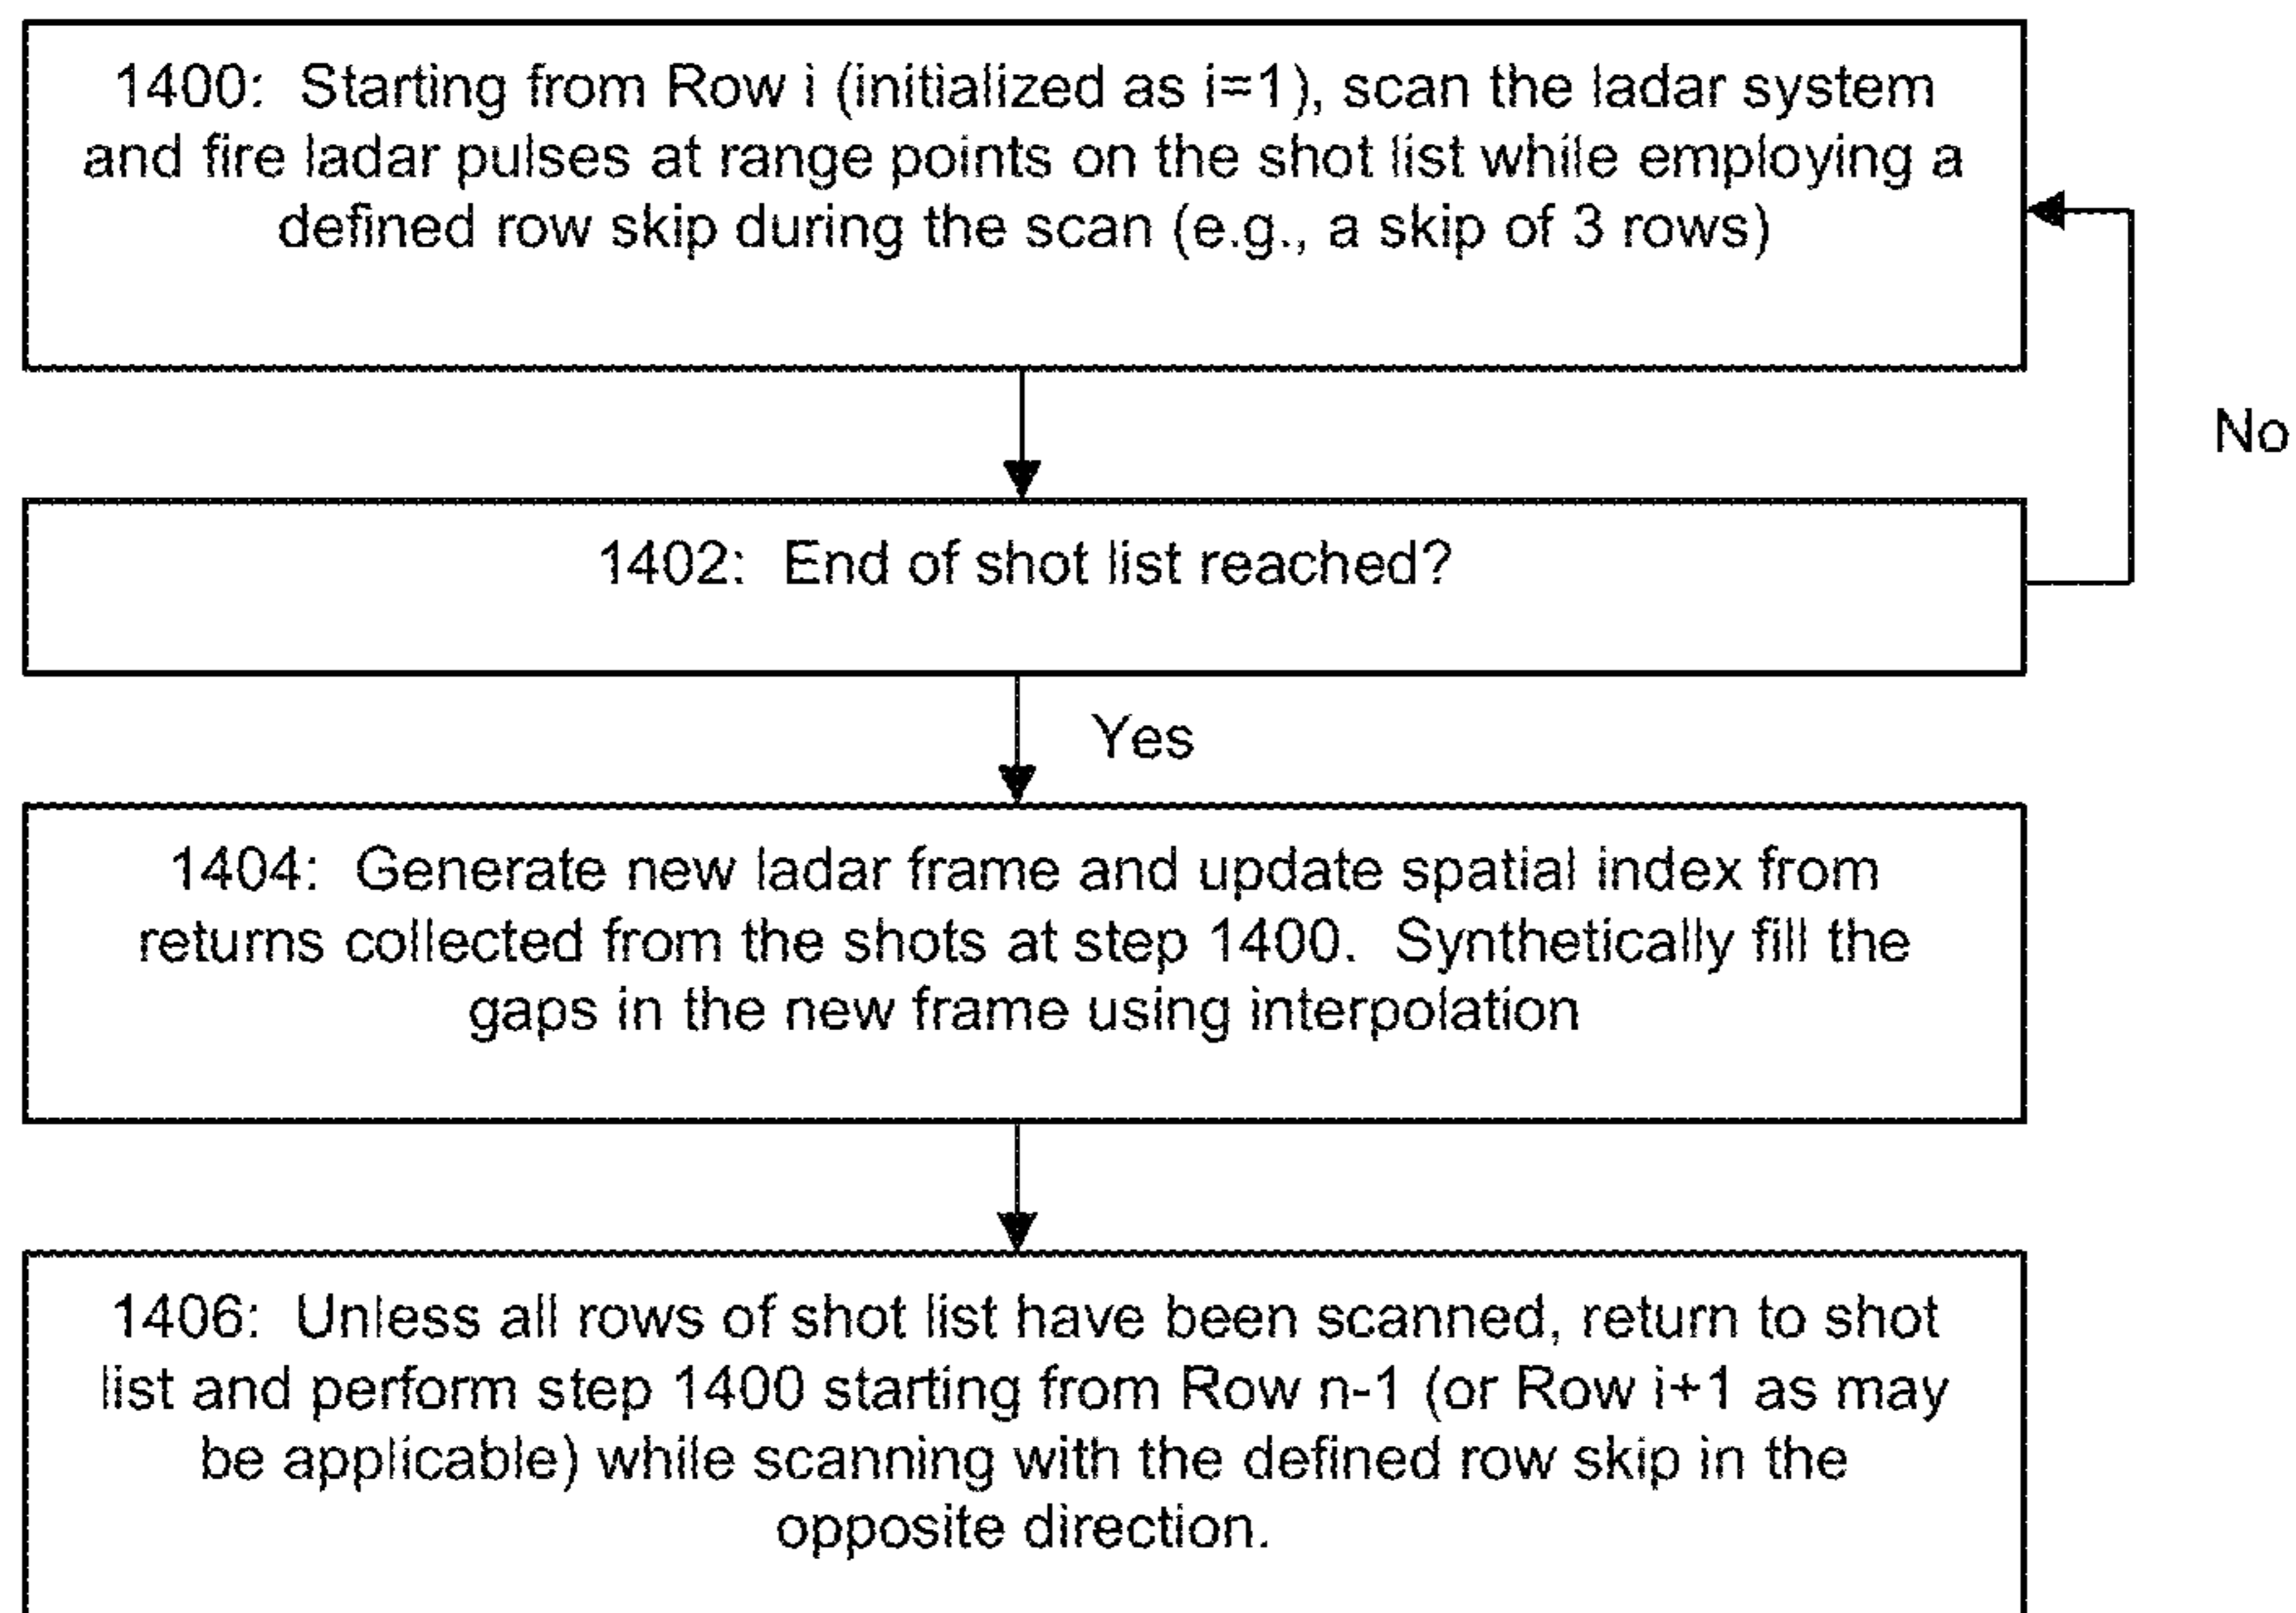 1400: Starting from Row i (initialized as i=1), scan the ladar system
and fire ladar pulses at range points on the shot list while employing a
defined row skip during the scan (e.g., a skip of 3 rows)
No
1402: End of shot list reached?
Yes
1404: Generate new ladar frame and update spatial index from
returns collected from the shots at step 1400. Synthetically fill the
gaps in the new frame using interpolation
1406: Unless all rows of shot list have been scanned, return to shot
list and perform step 1400 starting from Row n-1 (or Row i+1 as may
be applicable) while scanning with the defined row skip in the
opposite direction.